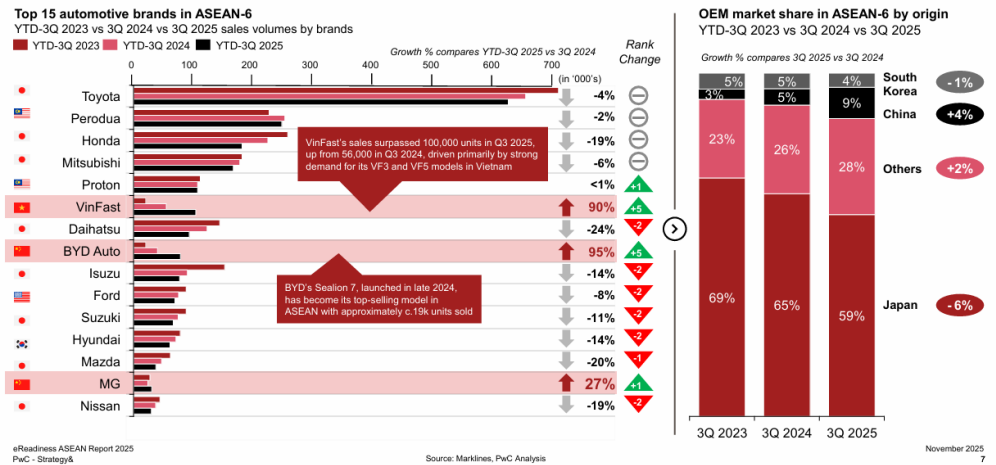 Top 15 automotive brands in ASEAN-6
YTD-3Q 2023 vs 3Q 2024 vs 3Q 2025 sales volumes by brands
YTD-3Q 2023 YTD-3Q 2024 YTD-3Q 2025
Growth % compares YTD-3Q 2025 vs 3Q 2024
Rank
Change
0 100 200 300 400 500 600 700
(in '000's)
Toyota -4%
Perodua -2%
Honda -19%
Mitsubishi -6%
Proton <1% +1
VinFast 90% +5
Daihatsu -24% -2
BYD Auto 95% +5
Isuzu -14% -2
Ford -8% -2
Suzuki -11% -2
Hyundai -14% -2
Mazda -20% -1
MG 27% +1
Nissan -19% -2
VinFast's sales surpassed 100,000 units in Q3 2025,
up from 56,000 in Q3 2024, driven primarily by strong
demand for its VF3 and VF5 models in Vietnam
BYD's Sealion 7, launched in late 2024,
has become its top-selling model in
ASEAN with approximately c.19k units sold
OEM market share in ASEAN-6 by origin
YTD-3Q 2023 vs 3Q 2024 vs 3Q 2025
Growth % compares 3Q 2025 vs 3Q 2024
5% 5% 4% South
Korea -1%
3% 5% 9% China +4%
23% 26% 28% Others +2%
69% 65% 59% Japan -6%
3Q 2023 3Q 2024 3Q 2025
eReadiness ASEAN Report 2025
PwC - Strategy&
Source: Marklines, PwC Analysis
November 2025
7